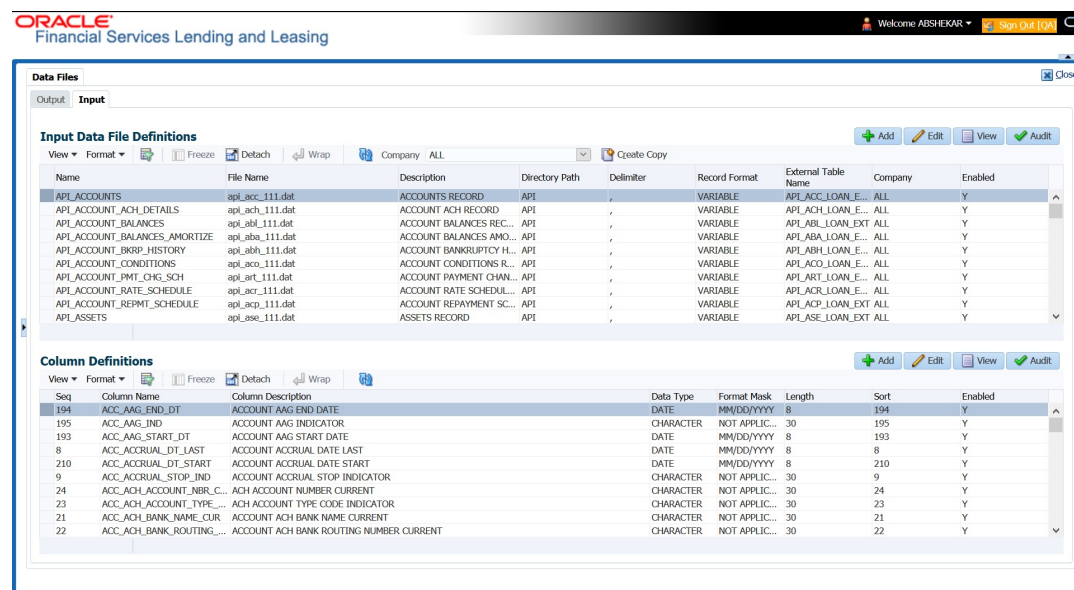 ORACLE
Financial Services Lending and Leasing
Welcome ABSHEKAR
Sign Out [QA]
Data Files
Close
Output Input
Input Data File Definitions
Add Edit View Audit
View Format Freeze Detach Wrap Company ALL Create Copy
Name File Name Description Directory Path Delimiter Record Format External Table Name Company Enabled
API_ACCOUNTS api_acc_111.dat ACCOUNTS RECORD API , VARIABLE API_ACC_LOAN_E... ALL Y
API_ACCOUNT_ACH_DETAILS api_ach_111.dat ACCOUNT ACH RECORD API , VARIABLE API_ACH_LOAN_E... ALL Y
API_ACCOUNT_BALANCES api_abl_111.dat ACCOUNT BALANCES REC... API , VARIABLE API_ABL_LOAN_EXT ALL Y
API_ACCOUNT_BALANCES_AMORTIZE api_aba_111.dat ACCOUNT BALANCES AMO... API , VARIABLE API_ABA_LOAN_E... ALL Y
API_ACCOUNT_BKRP_HISTORY api_abh_111.dat ACCOUNT BANKRUPTCY H... API , VARIABLE API_ABH_LOAN_E... ALL Y
API_ACCOUNT_CONDITIONS api_aco_111.dat ACCOUNT CONDITIONS R... API , VARIABLE API_ACO_LOAN_E... ALL Y
API_ACCOUNT_PMT_CHG_SCH api_art_111.dat ACCOUNT PAYMENT CHAN... API , VARIABLE API_ART_LOAN_E... ALL Y
API_ACCOUNT_RATE_SCHEDULE api_acr_111.dat ACCOUNT RATE SCHEDUL... API , VARIABLE API_ACR_LOAN_E... ALL Y
API_ACCOUNT_REPMT_SCHEDULE api_acp_111.dat ACCOUNT REPAYMENT SC... API , VARIABLE API_ACP_LOAN_EXT ALL Y
API_ASSETS api_ase_111.dat ASSETS RECORD API , VARIABLE API_ASE_LOAN_EXT ALL Y
Column Definitions
Add Edit View Audit
View Format Freeze Detach Wrap
Seq Column Name Column Description Data Type Format Mask Length Sort Enabled
194 ACC_AAG_END_DT ACCOUNT AAG END DATE DATE MM/DD/YYYY 8 194 Y
195 ACC_AAG_IND ACCOUNT AAG INDICATOR CHARACTER NOT APPLIC... 30 195 Y
193 ACC_AAG_START_DT ACCOUNT AAG START DATE DATE MM/DD/YYYY 8 193 Y
8 ACC_ACCRUAL_DT_LAST ACCOUNT ACCRUAL DATE LAST DATE MM/DD/YYYY 8 8 Y
210 ACC_ACCRUAL_DT_START ACCOUNT ACCRUAL DATE START DATE MM/DD/YYYY 8 210 Y
9 ACC_ACCRUAL_STOP_IND ACCOUNT ACCRUAL STOP INDICATOR CHARACTER NOT APPLIC... 30 9 Y
24 ACC_ACH_ACCOUNT_NBR_C... ACH ACCOUNT NUMBER CURRENT CHARACTER NOT APPLIC... 30 24 Y
23 ACC_ACH_ACCOUNT_TYPE_... ACH ACCOUNT TYPE CODE INDICATOR CHARACTER NOT APPLIC... 30 23 Y
21 ACC_ACH_BANK_NAME_CUR ACCOUNT ACH BANK NAME CURRENT CHARACTER NOT APPLIC... 30 21 Y
22 ACC_ACH_BANK_ROUTING_... ACCOUNT ACH BANK ROUTING NUMBER CURRENT CHARACTER NOT APPLIC... 30 22 Y